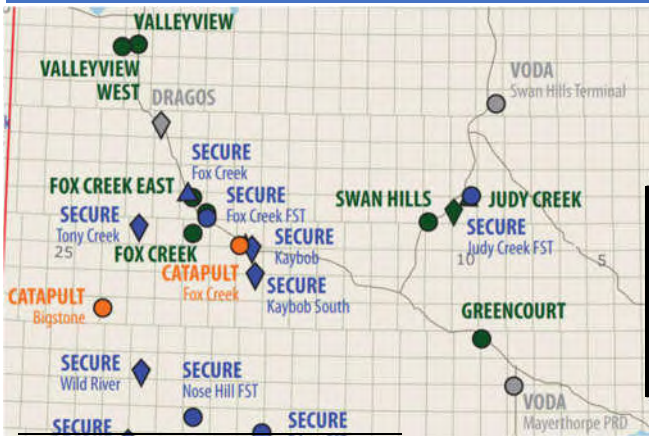 VALLEYVIEW
VALLEYVIEW
WEST
DRAGOS
VODA
Swan Hills Terminal
SECURE
Fox Creek
FOX CREEK EAST
SECURE
Fox Creek FST
SWAN HILLS
JUDY CREEK
SECURE
Tony Creek
SECURE
Judy Creek FST
FOX CREEK
SECURE
Kaybob
25
10
5
CATAPULT
Fox Creek
SECURE
Kaybob South
CATAPULT
Bigstone
GREENCOURT
SECURE
Wild River
SECURE
Nose Hill FST
VODA
Mayerthorpe PRD
SECURE
SECURE